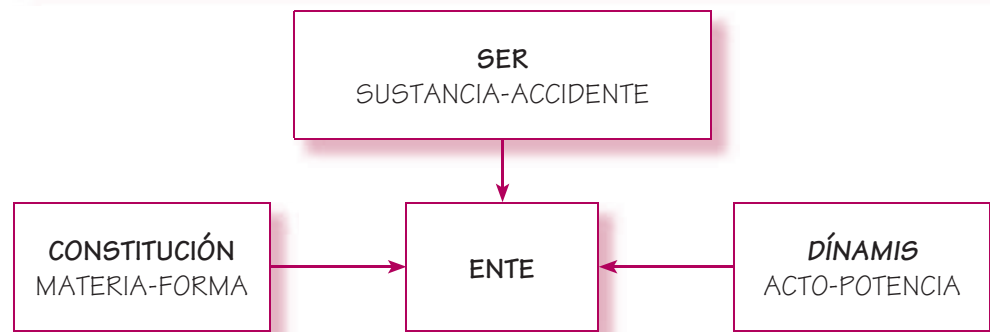 SER
SUSTANCIA-ACCIDENTE
CONSTITUCIÓN
MATERIA-FORMA
ENTE
DÍNAMIS
ACTO-POTENCIA